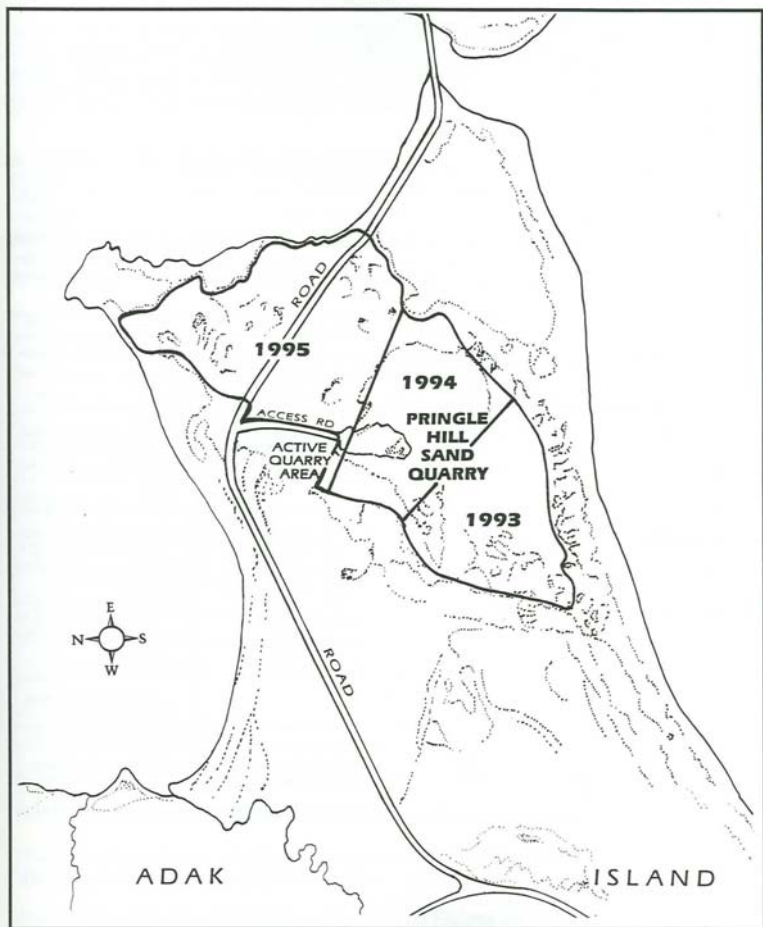 ROAD
1995
1994
ACCESS RD
PRINGLE
HILL
SAND
QUARRY
ACTIVE
QUARRY
AREA
1993
E
N S
W
ROAD
ADAK ISLAND